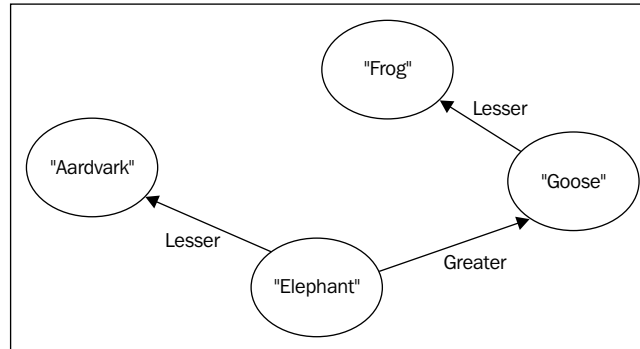 "Frog"
Lesser
"Aardvark"
"Goose"
Lesser
Greater
"Elephant"